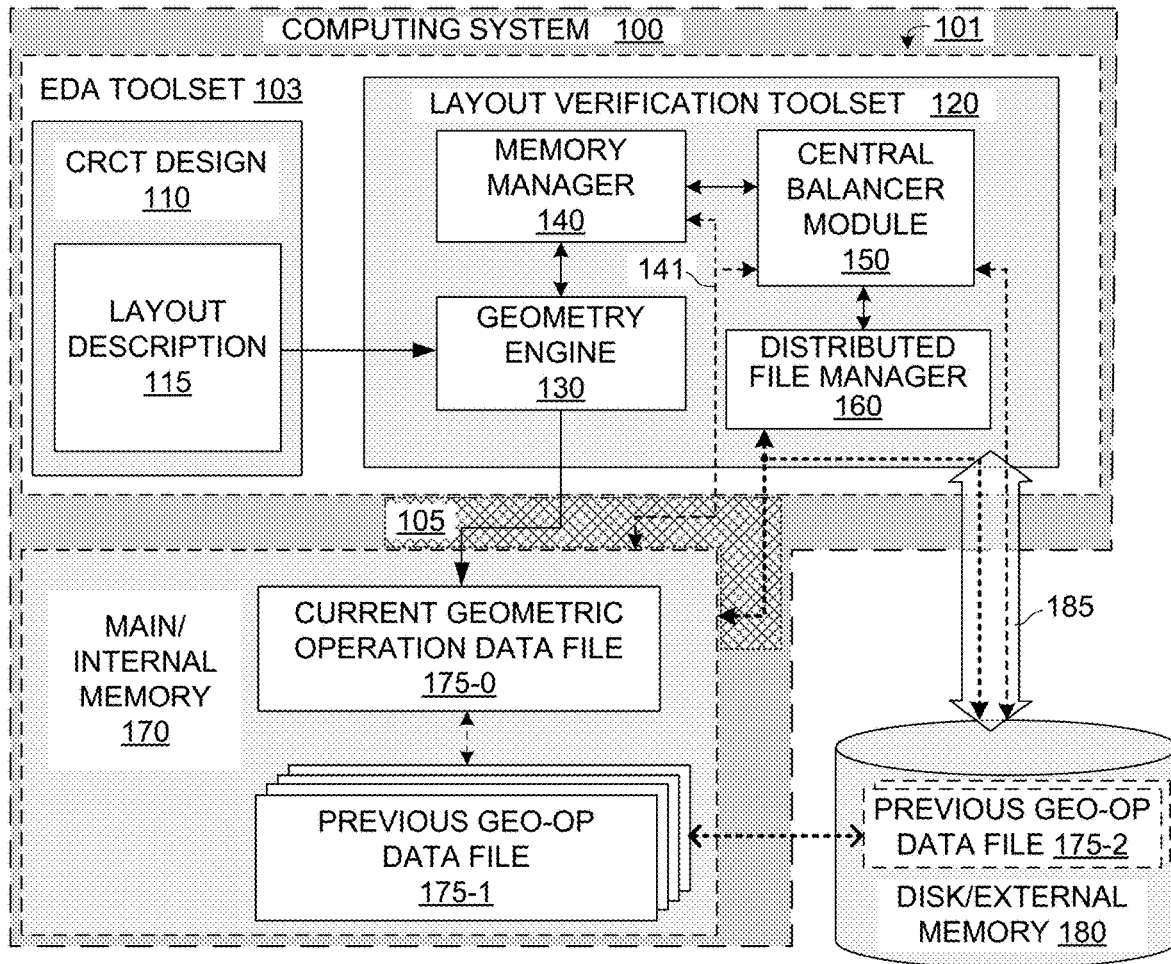 COMPUTING SYSTEM 100
101
EDA TOOLSET 103
LAYOUT VERIFICATION TOOLSET 120
CRCT DESIGN
110
LAYOUT
DESCRIPTION
115
MEMORY
MANAGER
140
CENTRAL
BALANCER
MODULE
150
141
GEOMETRY
ENGINE
130
DISTRIBUTED
FILE MANAGER
160
105
MAIN/
INTERNAL
MEMORY
170
CURRENT GEOMETRIC
OPERATION DATA FILE
175-0
185
PREVIOUS GEO-OP
DATA FILE
175-1
PREVIOUS GEO-OP
DATA FILE 175-2
DISK/EXTERNAL
MEMORY 180